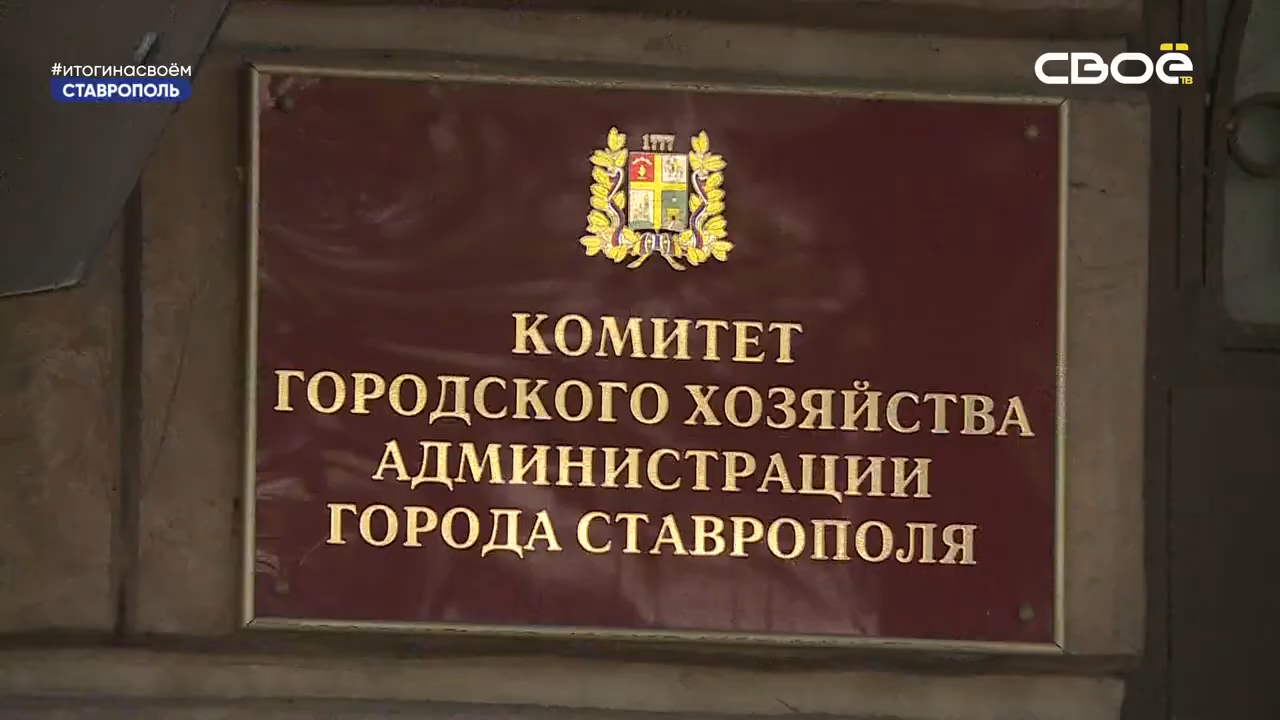 #итогинасвоём
СТАВРОПОЛЬ
СВОЁ
ТВ
1777
КОМИТЕТ
ГОРОДСКОГО ХОЗЯЙСТВА
АДМИНИСТРАЦИИ
ГОРОДА СТАВРОПОЛЯ